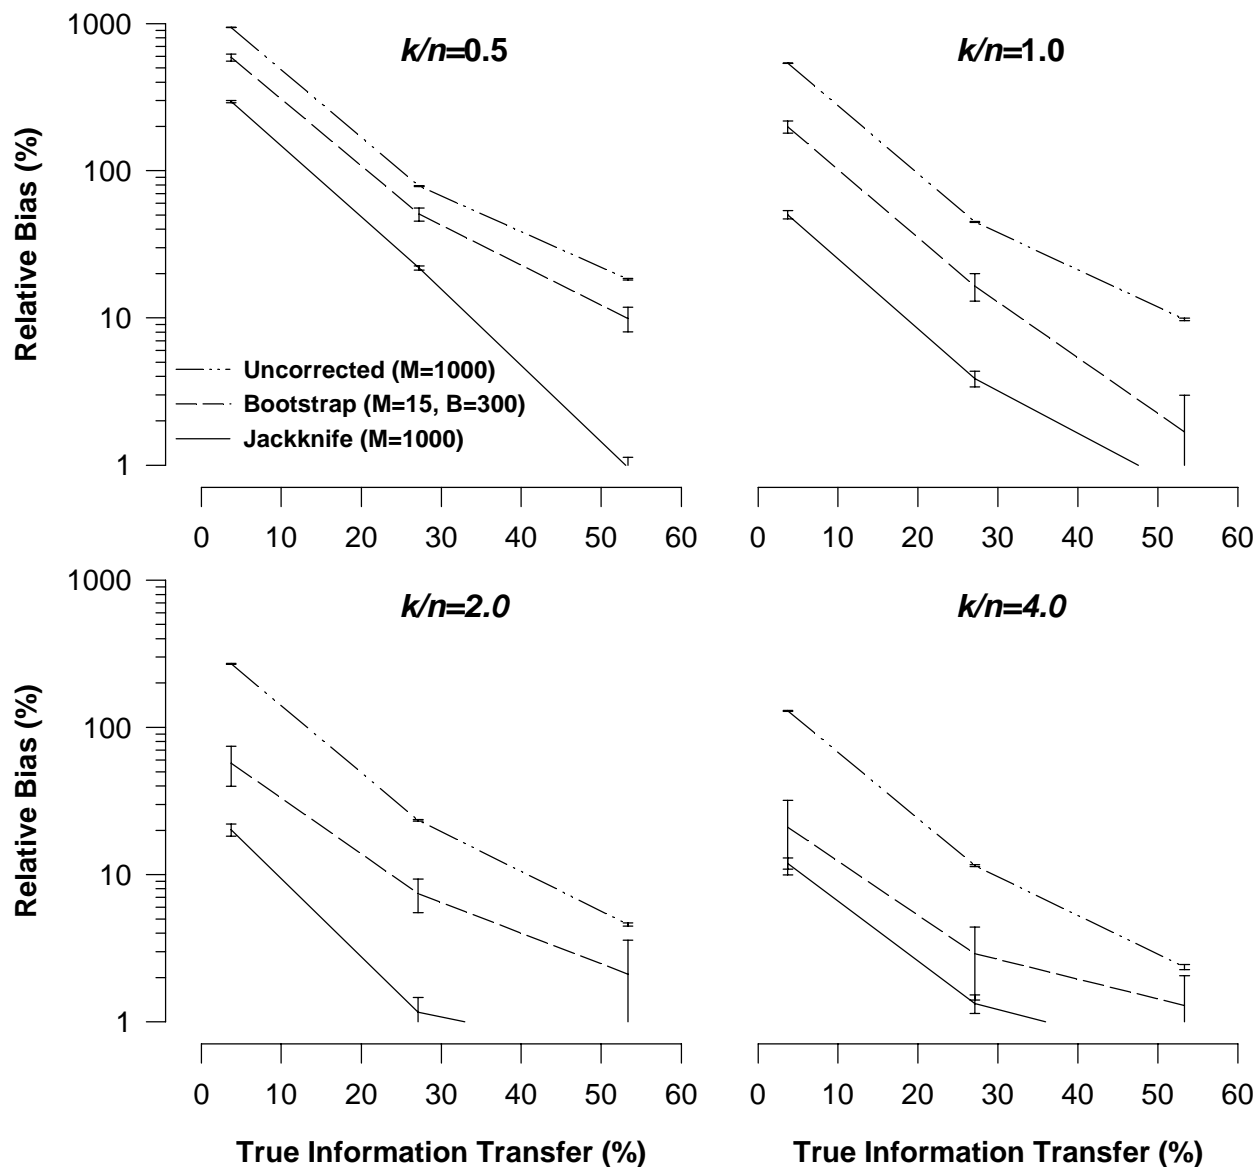 k/n=0.5
k/n=1.0
Relative Bias (%)
1000
100
10
1
Uncorrected (M=1000)
Bootstrap (M=15, B=300)
Jackknife (M=1000)
0 10 20 30 40 50 60
0 10 20 30 40 50 60
k/n=2.0
k/n=4.0
Relative Bias (%)
1000
100
10
1
0 10 20 30 40 50 60
0 10 20 30 40 50 60
True Information Transfer (%)
True Information Transfer (%)